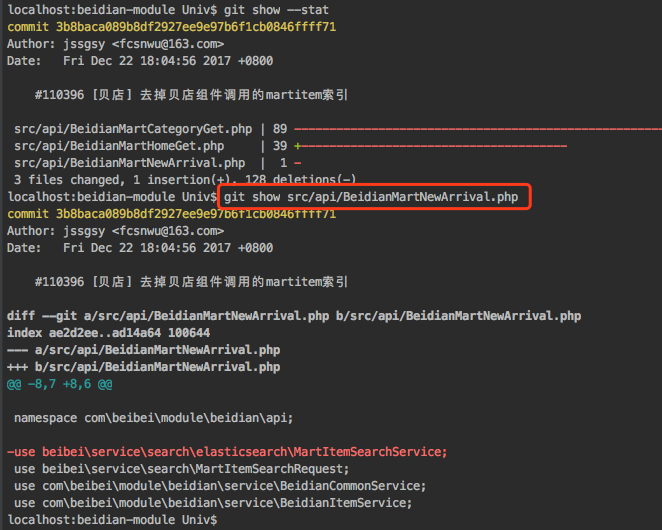 localhost:beidian-module Univ$ git show --stat
commit 3b8baca089b8df2927ee9e97b6f1cb0846ffff71
Author: jssgsy <fcsnwu@163.com>
Date:   Fri Dec 22 18:04:56 2017 +0800
#110396 [贝店] 去掉贝店组件调用的martitem索引
src/api/BeidianMartCategoryGet.php | 89 ----------------------------------------------------
src/api/BeidianMartHomeGet.php     | 39 +--------------------------------------
src/api/BeidianMartNewArrival.php  |  1 -
3 files changed, 1 insertion(+), 128 deletions(-)
localhost:beidian-module Univ$ git show src/api/BeidianMartNewArrival.php
commit 3b8baca089b8df2927ee9e97b6f1cb0846ffff71
Author: jssgsy <fcsnwu@163.com>
Date:   Fri Dec 22 18:04:56 2017 +0800
#110396 [贝店] 去掉贝店组件调用的martitem索引
diff --git a/src/api/BeidianMartNewArrival.php b/src/api/BeidianMartNewArrival.php
index ae2d2ee..ad14a64 100644
--- a/src/api/BeidianMartNewArrival.php
+++ b/src/api/BeidianMartNewArrival.php
@@ -8,7 +8,6 @@
namespace com\beibei\module\beidian\api;
-use beibei\service\search\elasticsearch\MartItemSearchService;
use beibei\service\search\MartItemSearchRequest;
use com\beibei\module\beidian\service\BeidianCommonService;
use com\beibei\module\beidian\service\BeidianItemService;
localhost:beidian-module Univ$